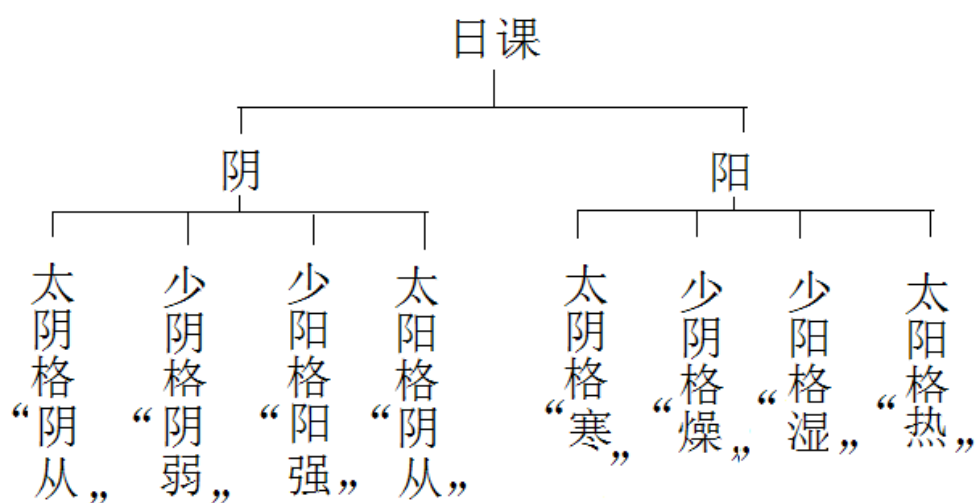 日课
阴
阳
太阴格“阴从”
少阴格“阴弱”
少阳格“阳强”
太阳格“阴从”
太阴格“寒”
少阴格“燥”
少阳格“湿”
太阳格“热”